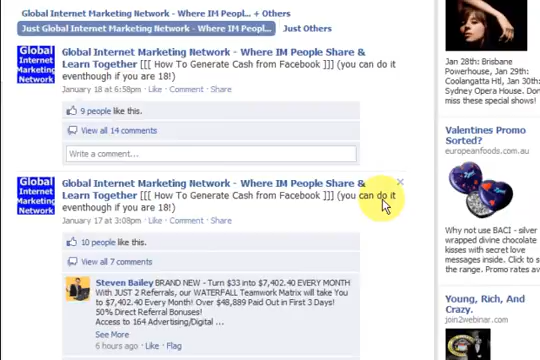 Global Internet Marketing Network - Where IM Peopl... + Others
Just Global Internet Marketing Network - Where IM Peopl...
Just Others
Global
Internet
Marketing
Network
Global Internet Marketing Network - Where IM People Share &
Learn Together [[[ How To Generate Cash from Facebook ]]] (you can do it
eventhough if you are 18!)
January 18 at 6:58pm · Like · Comment · Share
9 people like this.
View all 14 comments
Write a comment...
Global
Internet
Marketing
Network
Global Internet Marketing Network - Where IM People Share &
Learn Together [[[ How To Generate Cash from Facebook ]]] (you can do it
eventhough if you are 18!)
January 17 at 3:08pm · Like · Comment · Share
10 people like this.
View all 7 comments
Steven Bailey BRAND NEW - Turn $33 into $7,402.40 EVERY MONTH
With JUST 2 Referrals, our WATERFALL Teamwork Matrix will take You
to $7,402.40 Every Month! Over $48,889 Paid Out in First 3 Days!
50% Direct Referral Bonuses!
Access to 164 Advertising/Digital ...
See More
6 hours ago · Like · Flag
Jan 28th: Brisbane
Powerhouse, Jan 29th:
Coolangatta Htl, Jan 30th:
Sydney Opera House. Don
miss these special shows!
Valentines Promo
Sorted?
europeanfoods.com.au
Why not use BACI - silver
wrapped divine chocolate
kisses with secret love
messages inside. Click to s
the range. Promo rates av
Young, Rich, And
Crazy.
join2webinar.com